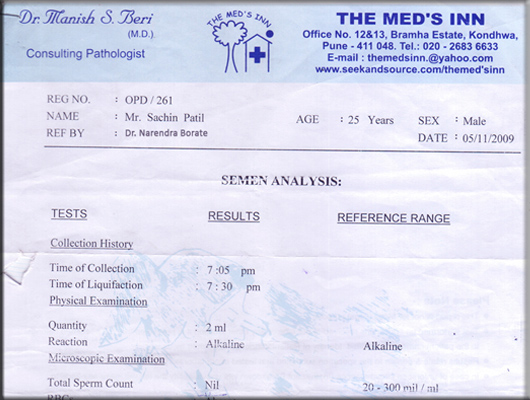 Dr. Manish S. Beri
(M.D.)
Consulting Pathologist
THE MED'S INN
THE MED'S INN
Office No. 12&13, Bramha Estate, Kondhwa,
Pune - 411 048. Tel.: 020 - 2683 6633
E-mail : themedsinn.@yahoo.com
www.seekandsource.com/themed'sinn
REG NO. : OPD / 261
NAME : Mr. Sachin Patil AGE : 25 Years SEX : Male
REF BY : Dr. Narendra Borate DATE : 05/11/2009
SEMEN ANALYSIS:
TESTS RESULTS REFERENCE RANGE
Collection History
Time of Collection : 7 :05 pm
Time of Liquifaction : 7 : 30 pm
Physical Examination
Quantity : 2 ml
Reaction : Alkaline Alkaline
Microscopic Examination
Total Sperm Count : Nil 20 - 300 mil / ml